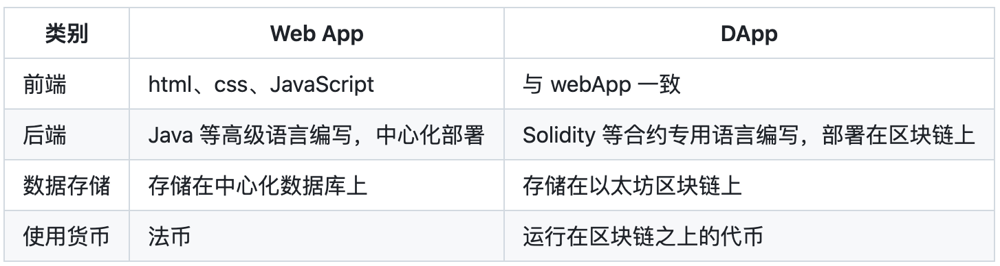 类别 Web App DApp
前端 html、css、JavaScript 与 webApp 一致
后端 Java 等高级语言编写，中心化部署 Solidity 等合约专用语言编写，部署在区块链上
数据存储 存储在中心化数据库上 存储在以太坊区块链上
使用货币 法币 运行在区块链之上的代币